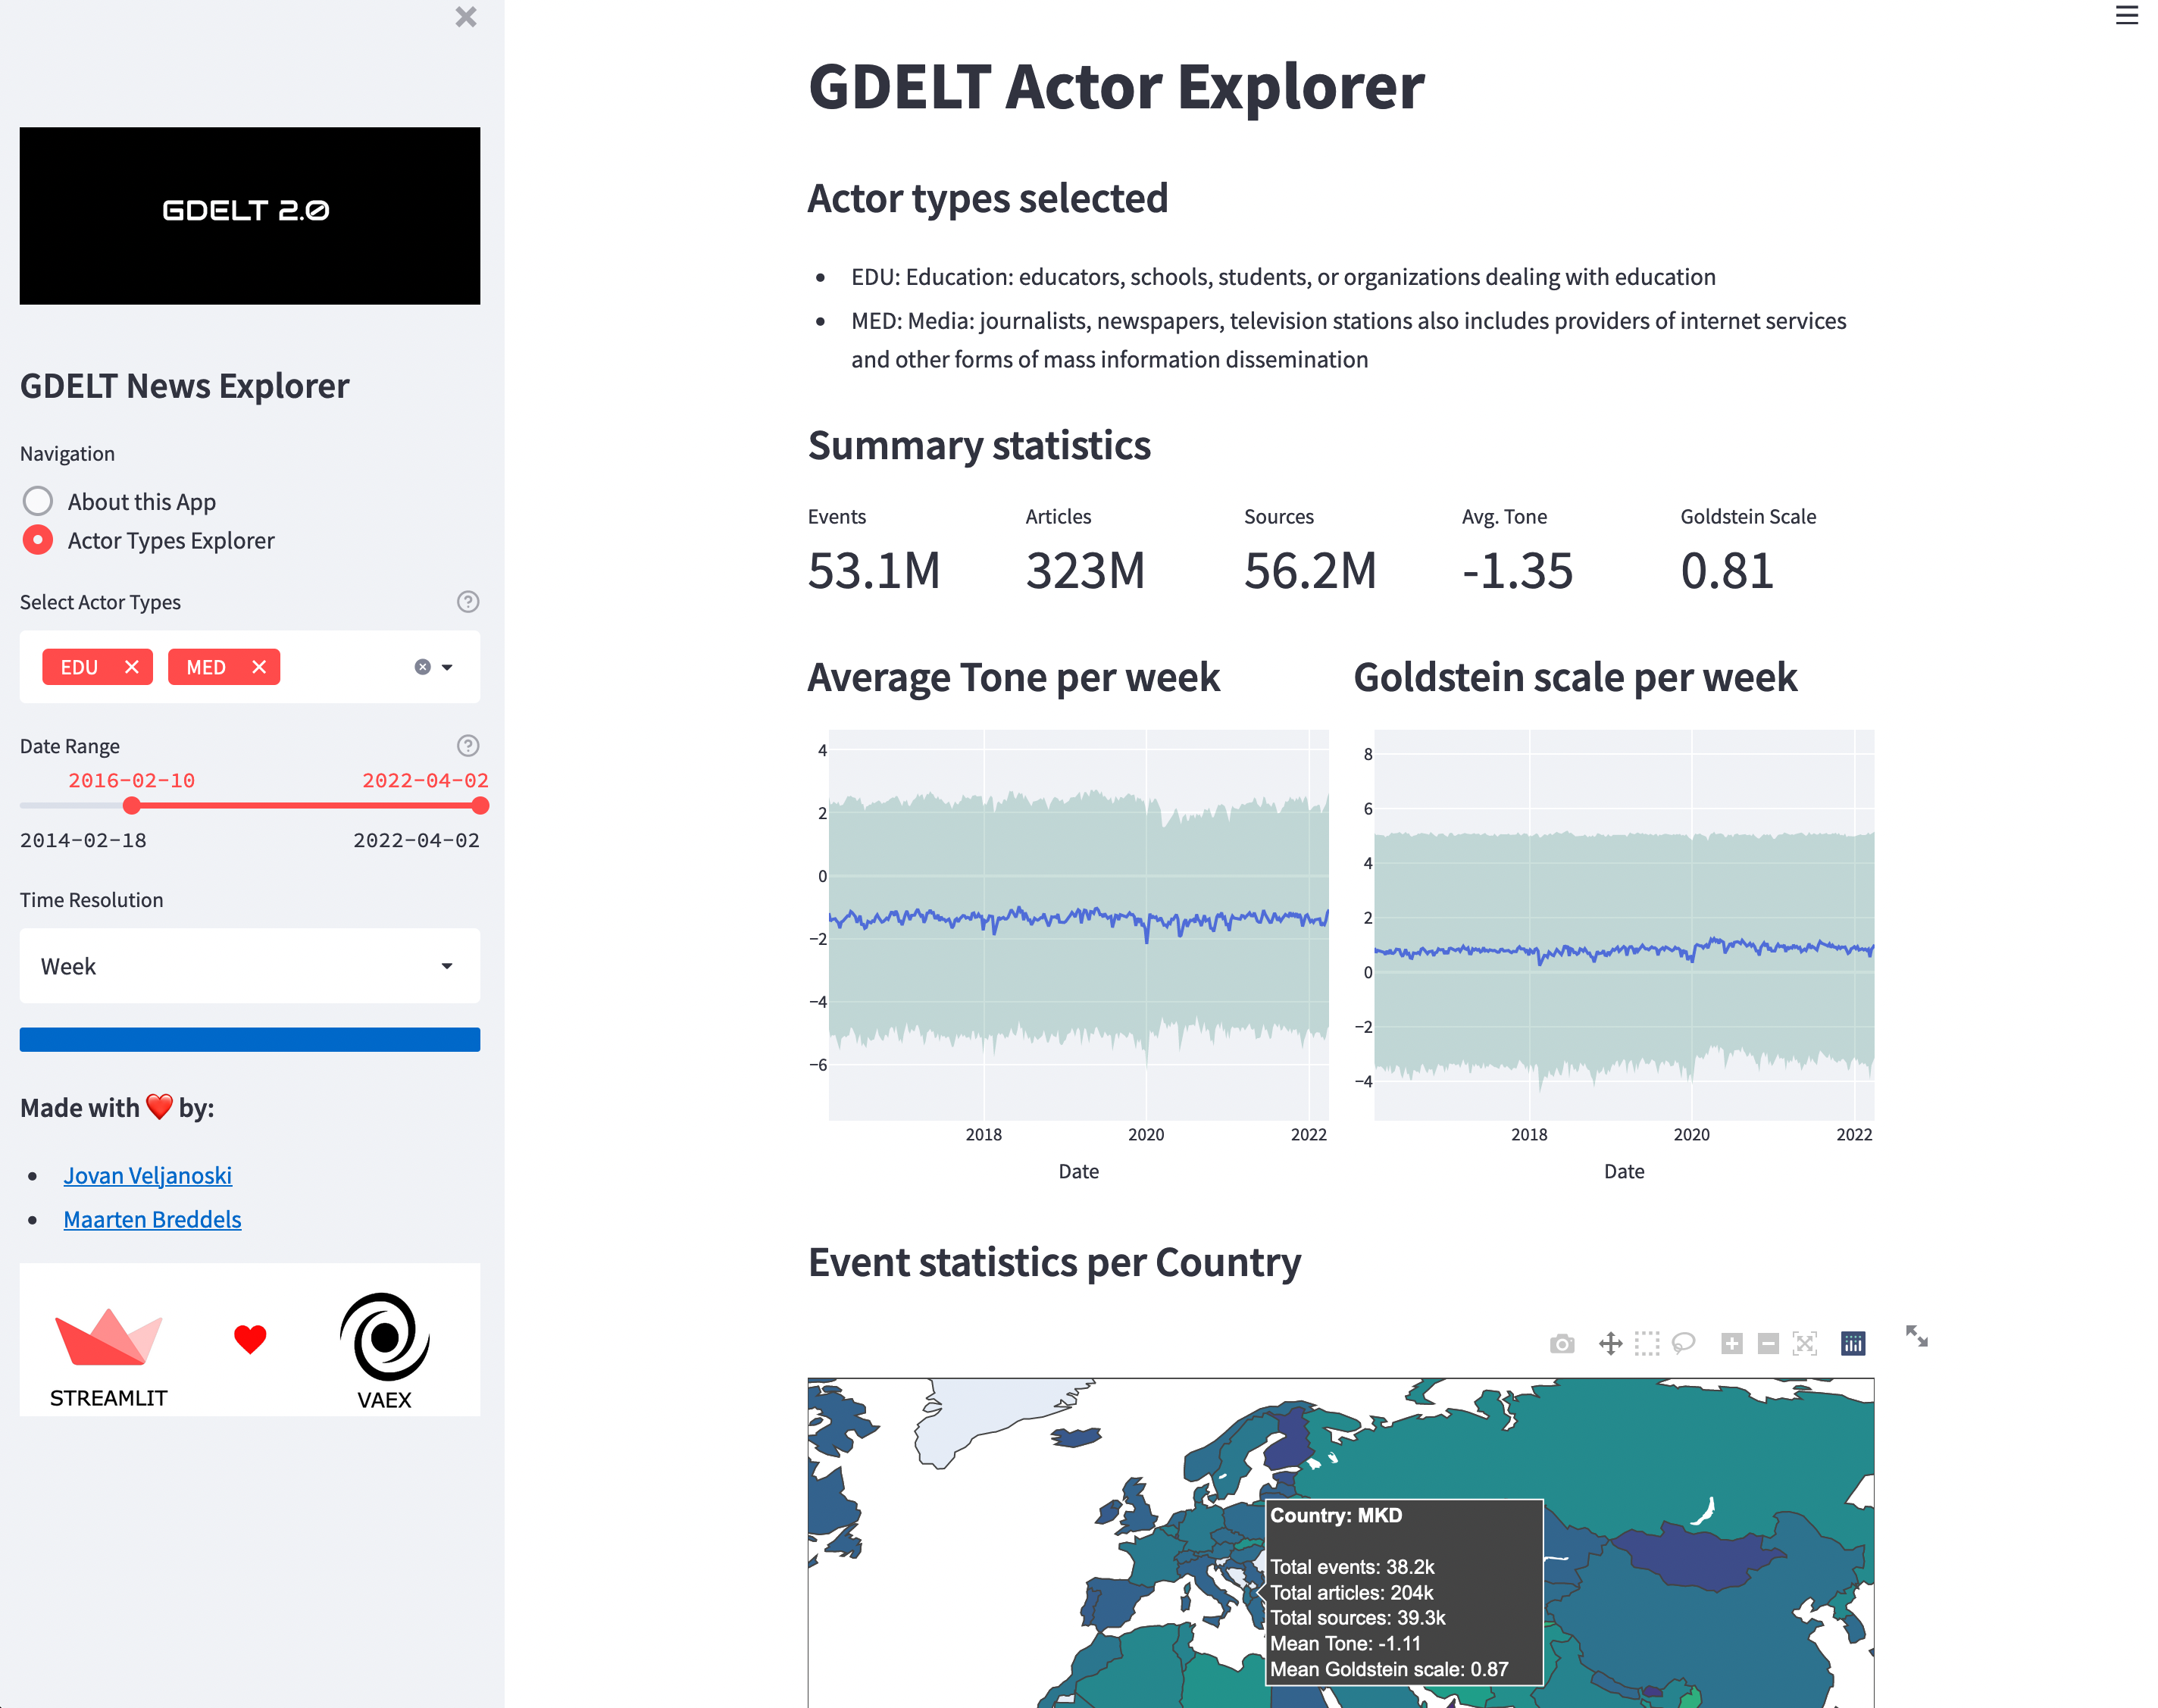 GDELT 2.0
GDELT News Explorer
Navigation
About this App
Actor Types Explorer
Select Actor Types
EDU
MED
Date Range
2016-02-10
2022-04-02
2014-02-18
2022-04-02
Time Resolution
Week
Made with ❤️ by:
Jovan Veljanoski
Maarten Breddels
STREAMLIT
VAEX
GDELT Actor Explorer
Actor types selected
EDU: Education: educators, schools, students, or organizations dealing with education
MED: Media: journalists, newspapers, television stations also includes providers of internet services
and other forms of mass information dissemination
Summary statistics
Events
53.1M
Articles
323M
Sources
56.2M
Avg. Tone
-1.35
Goldstein Scale
0.81
Average Tone per week
4
2
0
−2
−4
−6
2018
2020
2022
Date
Goldstein scale per week
8
6
4
2
0
−2
−4
2018
2020
2022
Date
Event statistics per Country
Country: MKD
Total events: 38.2k
Total articles: 204k
Total sources: 39.3k
Mean Tone: -1.11
Mean Goldstein scale: 0.87